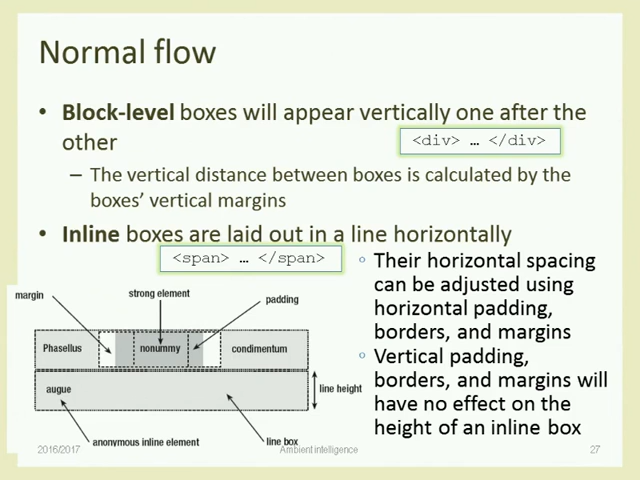 Normal flow
• Block-level boxes will appear vertically one after the
other
<div> … </div>
– The vertical distance between boxes is calculated by the
boxes’ vertical margins
• Inline boxes are laid out in a line horizontally
<span> … </span>
◦ Their horizontal spacing
can be adjusted using
horizontal padding,
borders, and margins
◦ Vertical padding,
borders, and margins will
have no effect on the
height of an inline box
margin
strong element
padding
Phasellus
nonummy
condimentum
augue
line height
anonymous inline element
line box
2016/2017
Ambient intelligence
27